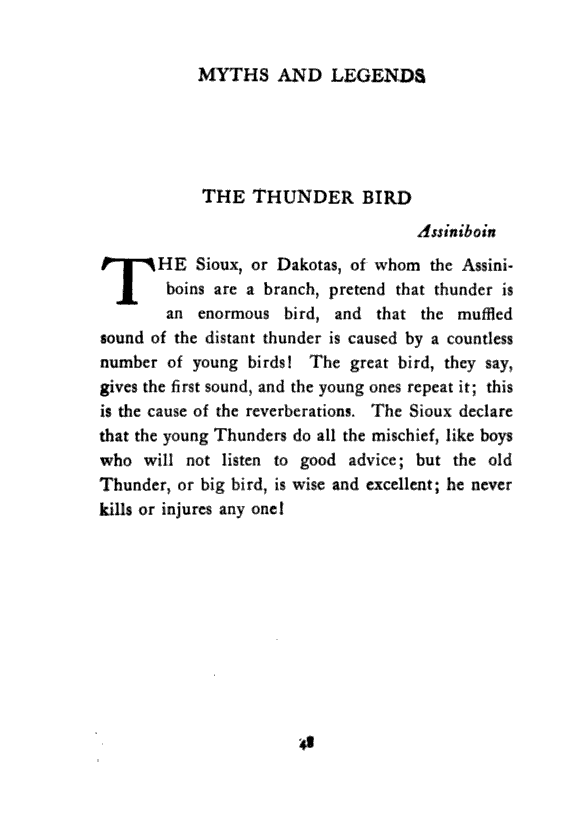 MYTHS AND LEGENDS
THE THUNDER BIRD
Assiniboin
THE Sioux, or Dakotas, of whom the Assini-
boins are a branch, pretend that thunder is
an enormous bird, and that the muffled
sound of the distant thunder is caused by a countless
number of young birds! The great bird, they say,
gives the first sound, and the young ones repeat it; this
is the cause of the reverberations. The Sioux declare
that the young Thunders do all the mischief, like boys
who will not listen to good advice; but the old
Thunder, or big bird, is wise and excellent; he never
kills or injures any one!
48